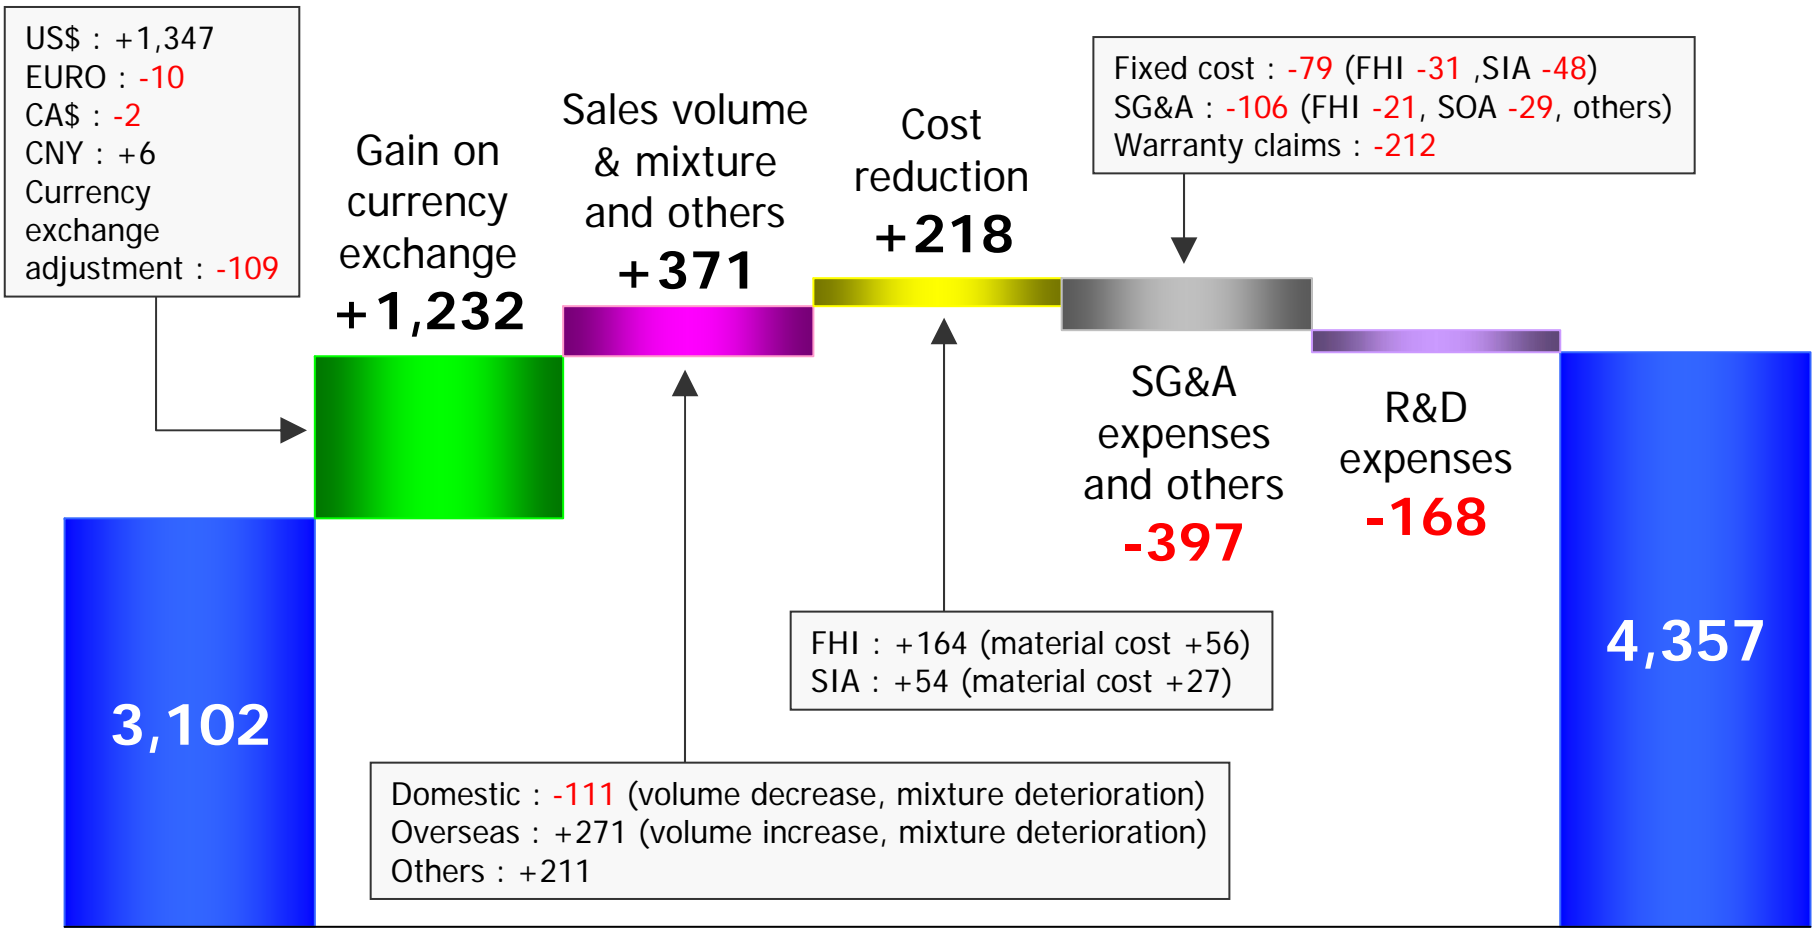 US$ : +1,347
EURO : -10
CA$ : -2
CNY : +6
Currency
exchange
adjustment : -109
Gain on
currency
exchange
+1,232
Sales volume
& mixture
and others
+371
Cost
reduction
+218
Fixed cost : -79 (FHI -31 ,SIA -48)
SG&A : -106 (FHI -21, SOA -29, others)
Warranty claims : -212
SG&A
expenses
and others
-397
R&D
expenses
-168
3,102
4,357
FHI : +164 (material cost +56)
SIA : +54 (material cost +27)
Domestic : -111 (volume decrease, mixture deterioration)
Overseas : +271 (volume increase, mixture deterioration)
Others : +211